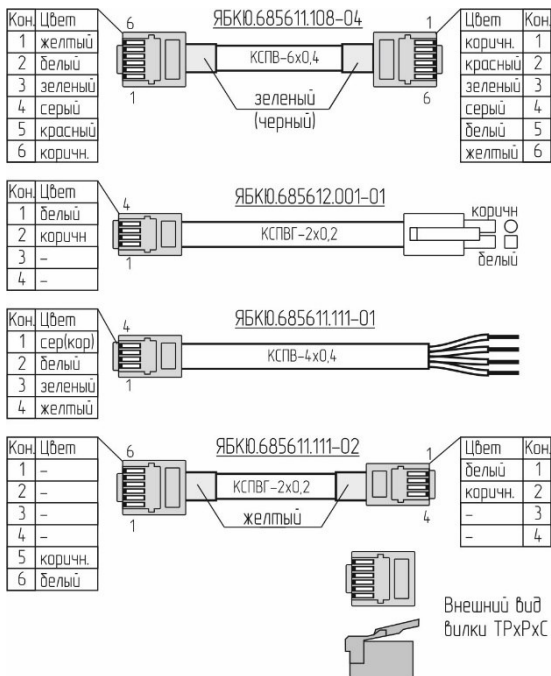 Кон. Цвет
1 желтый
2 белый
3 зеленый
4 серый
5 красный
6 коричн.
6
1
ЯБКЮ.685611.108-04
КСПВ-6х0,4
зеленый
(черный)
1
6
Цвет Кон.
коричн. 1
красный 2
зеленый 3
серый 4
белый 5
желтый 6
Кон. Цвет
1 белый
2 коричн
3 –
4 –
4
1
ЯБКЮ.685612.001-01
КСПВГ-2х0,2
коричн
белый
Кон. Цвет
1 сер(кор)
2 белый
3 зеленый
4 желтый
4
1
ЯБКЮ.685611.111-01
КСПВ-4х0,4
Кон. Цвет
1 –
2 –
3 –
4 –
5 коричн.
6 белый
6
1
ЯБКЮ.685611.111-02
КСПВГ-2х0,2
желтый
1
4
Цвет Кон.
белый 1
коричн. 2
– 3
– 4
Внешний вид
вилки ТРхРхС